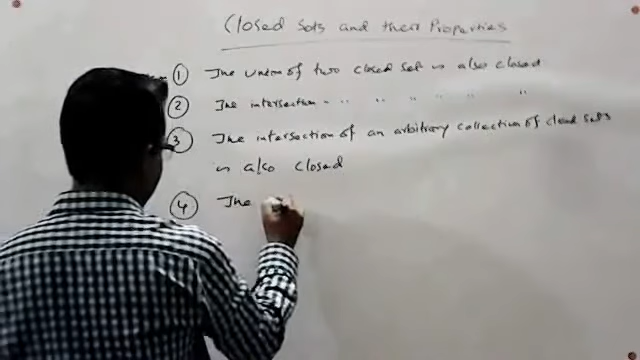 Closed Sets and their Properties
① The union of two closed set is also closed
② The intersection " " " " " " "
③ The intersection of an arbitrary collection of closed sets
is also closed
④ The